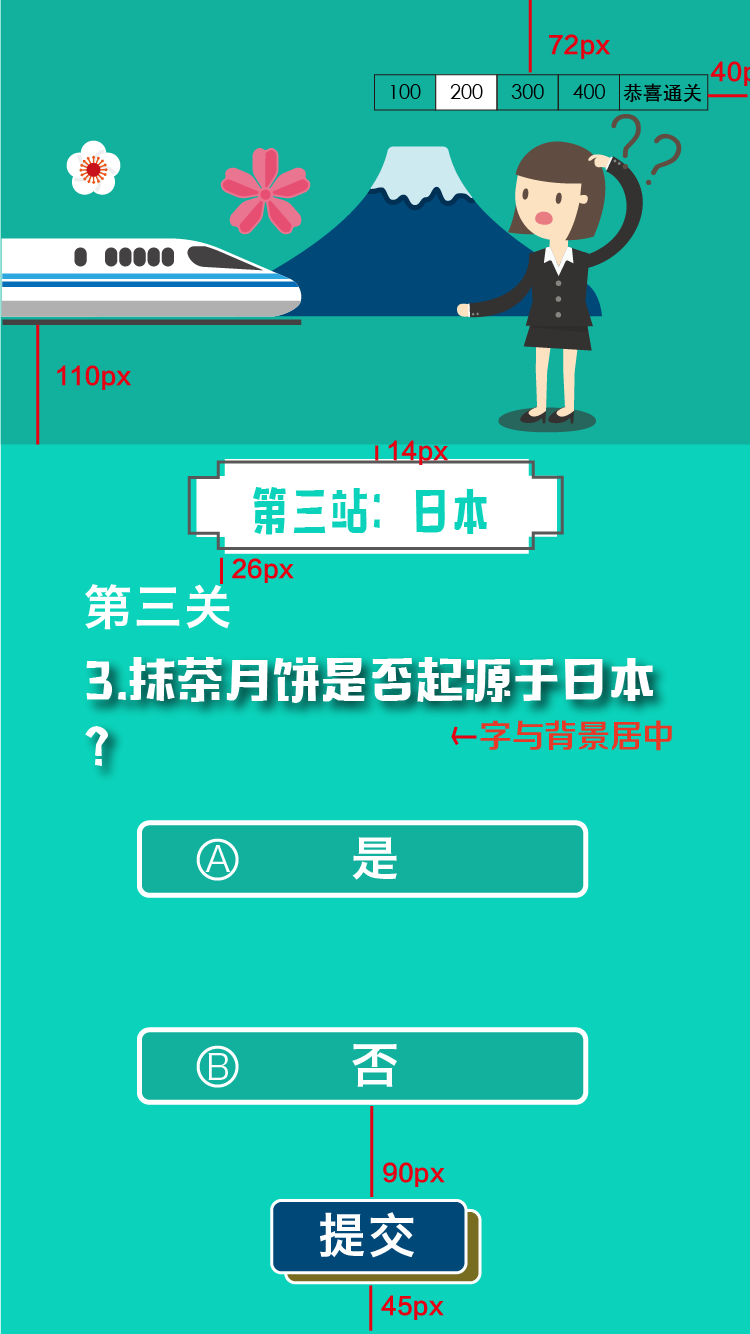 72px
40p
100 200 300 400 恭喜通关
??
110px
14px
第三站：日本
26px
第三关
3.抹茶月饼是否起源于日本
?
←字与背景居中
Ⓐ 是
Ⓑ 否
90px
提交
45px